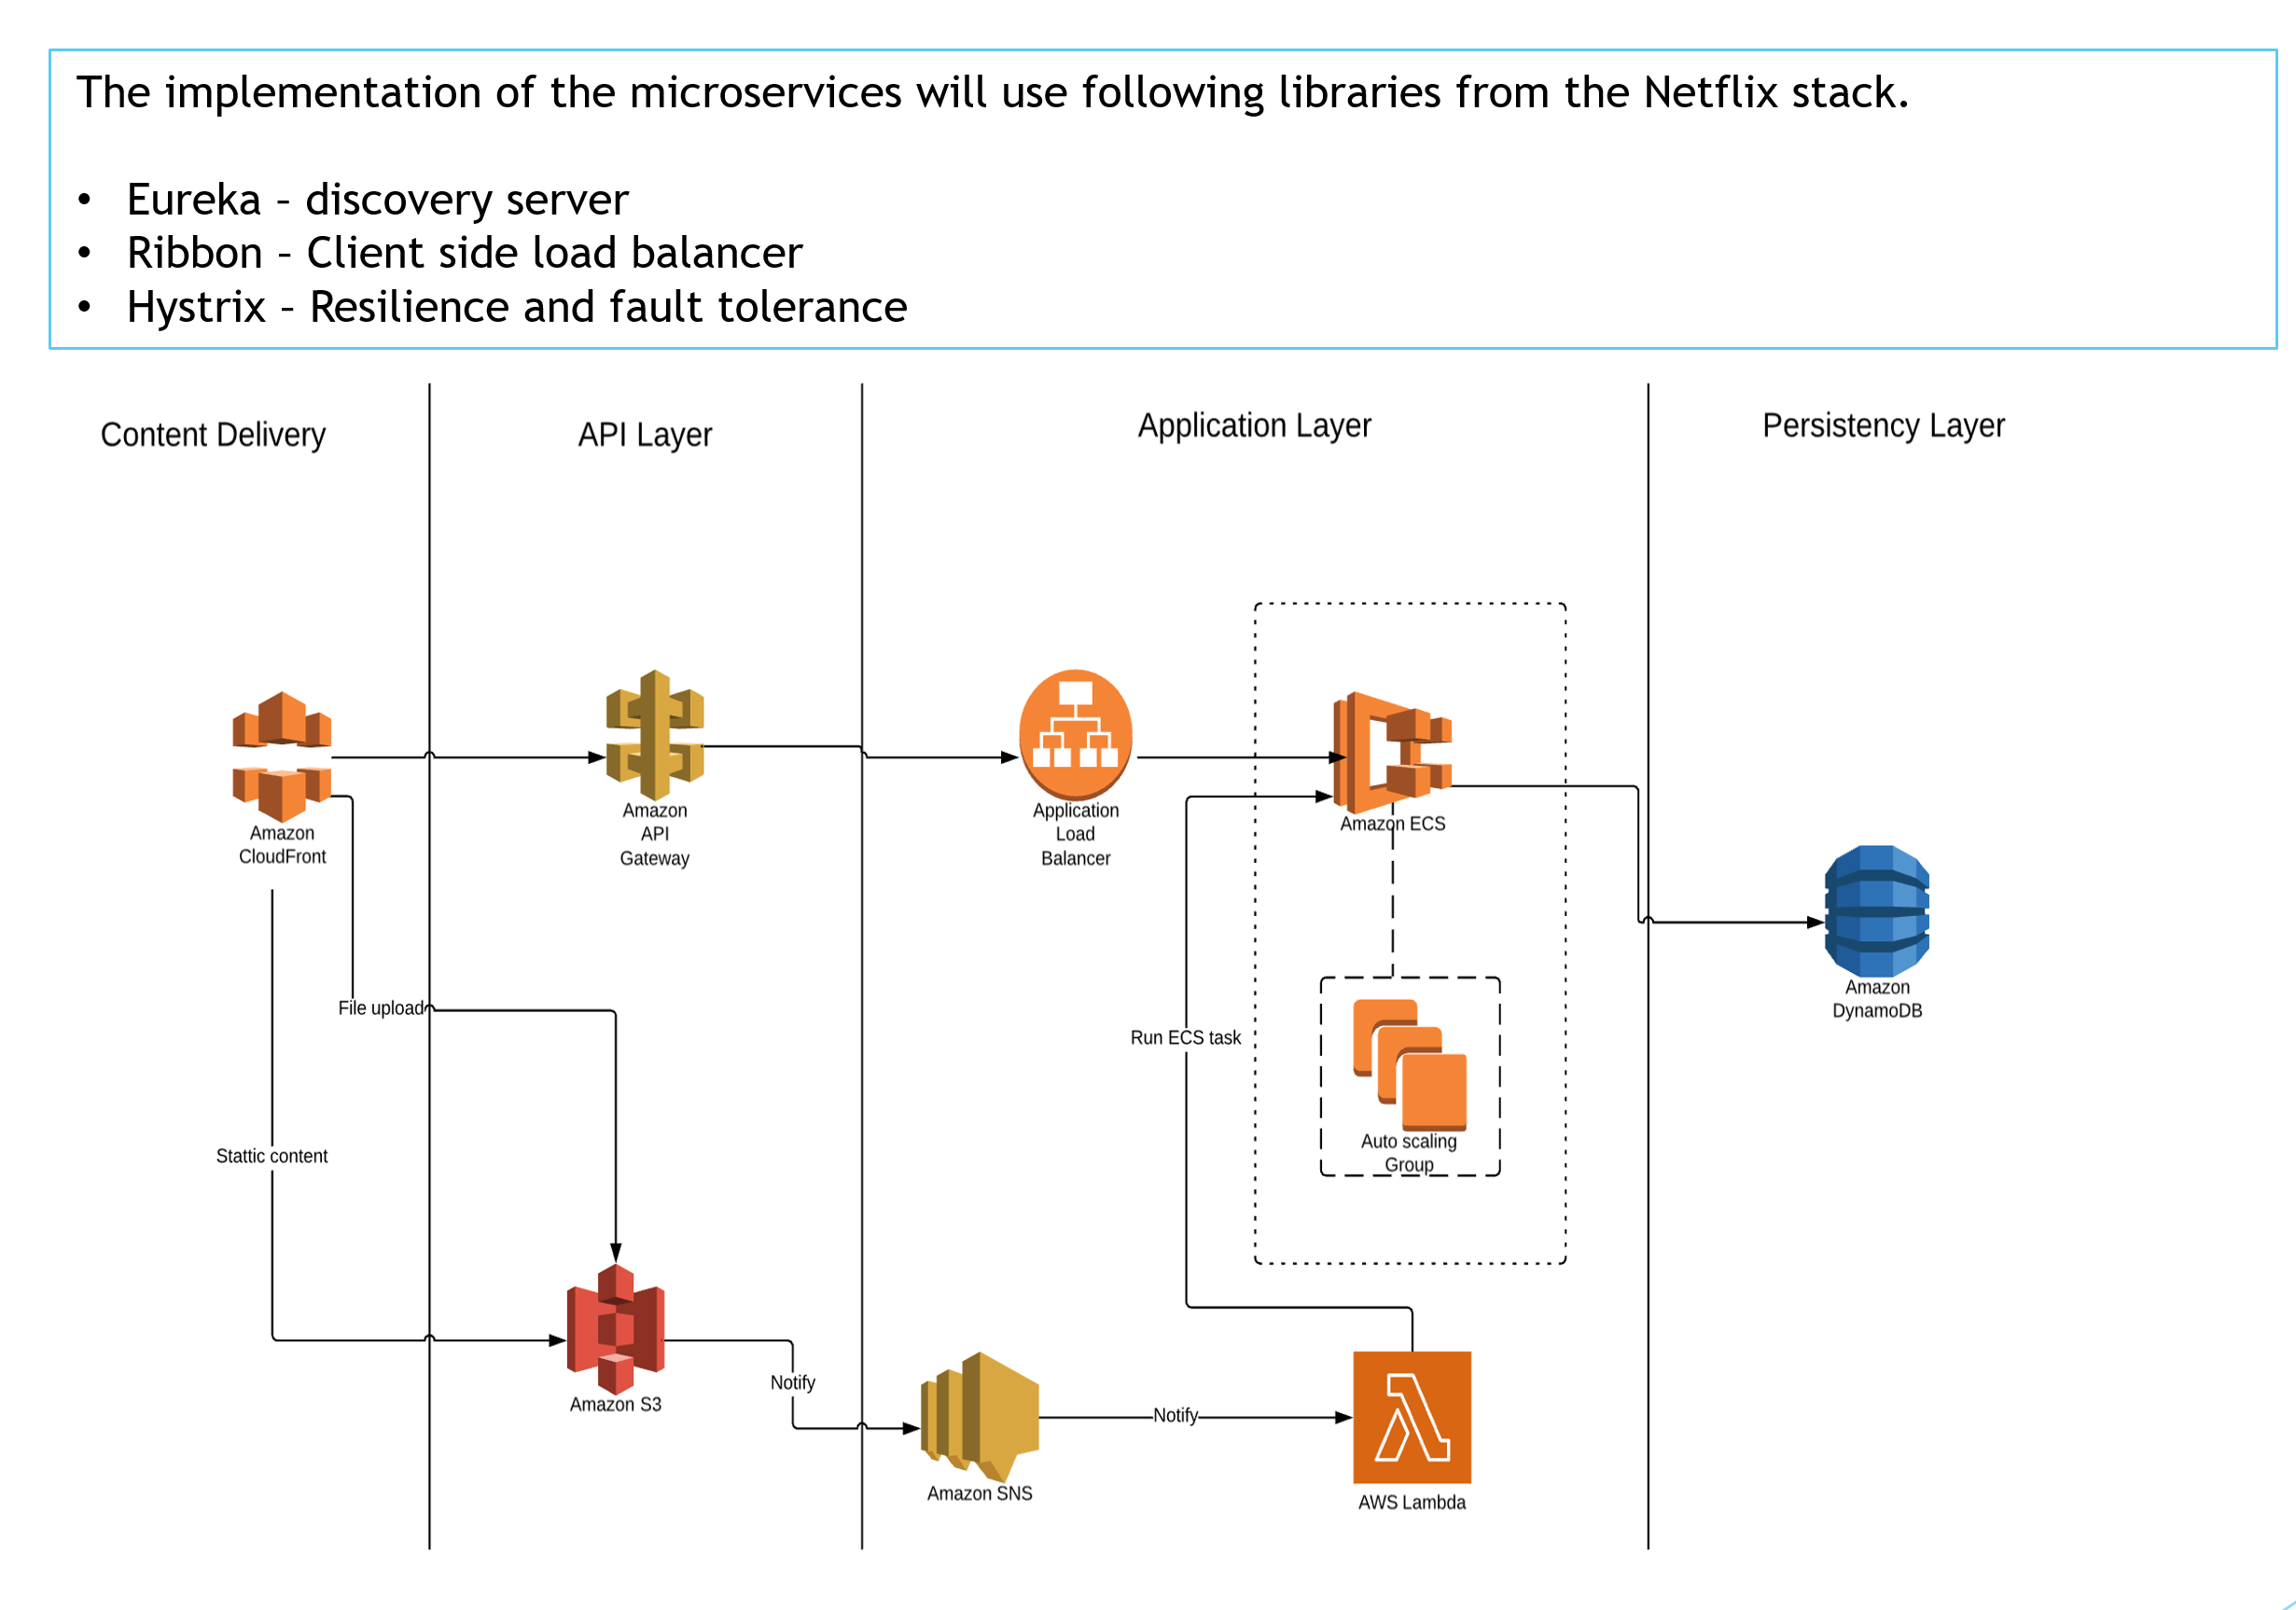 The implementation of the microservices will use following libraries from the Netflix stack.
• Eureka – discovery server
• Ribbon – Client side load balancer
• Hystrix – Resilience and fault tolerance
Content Delivery
API Layer
Application Layer
Persistency Layer
Amazon
CloudFront
Amazon
API
Gateway
Application
Load
Balancer
Amazon ECS
Amazon
DynamoDB
File upload
Run ECS task
Stattic content
Auto scaling
Group
Amazon S3
Notify
Amazon SNS
Notify
AWS Lambda